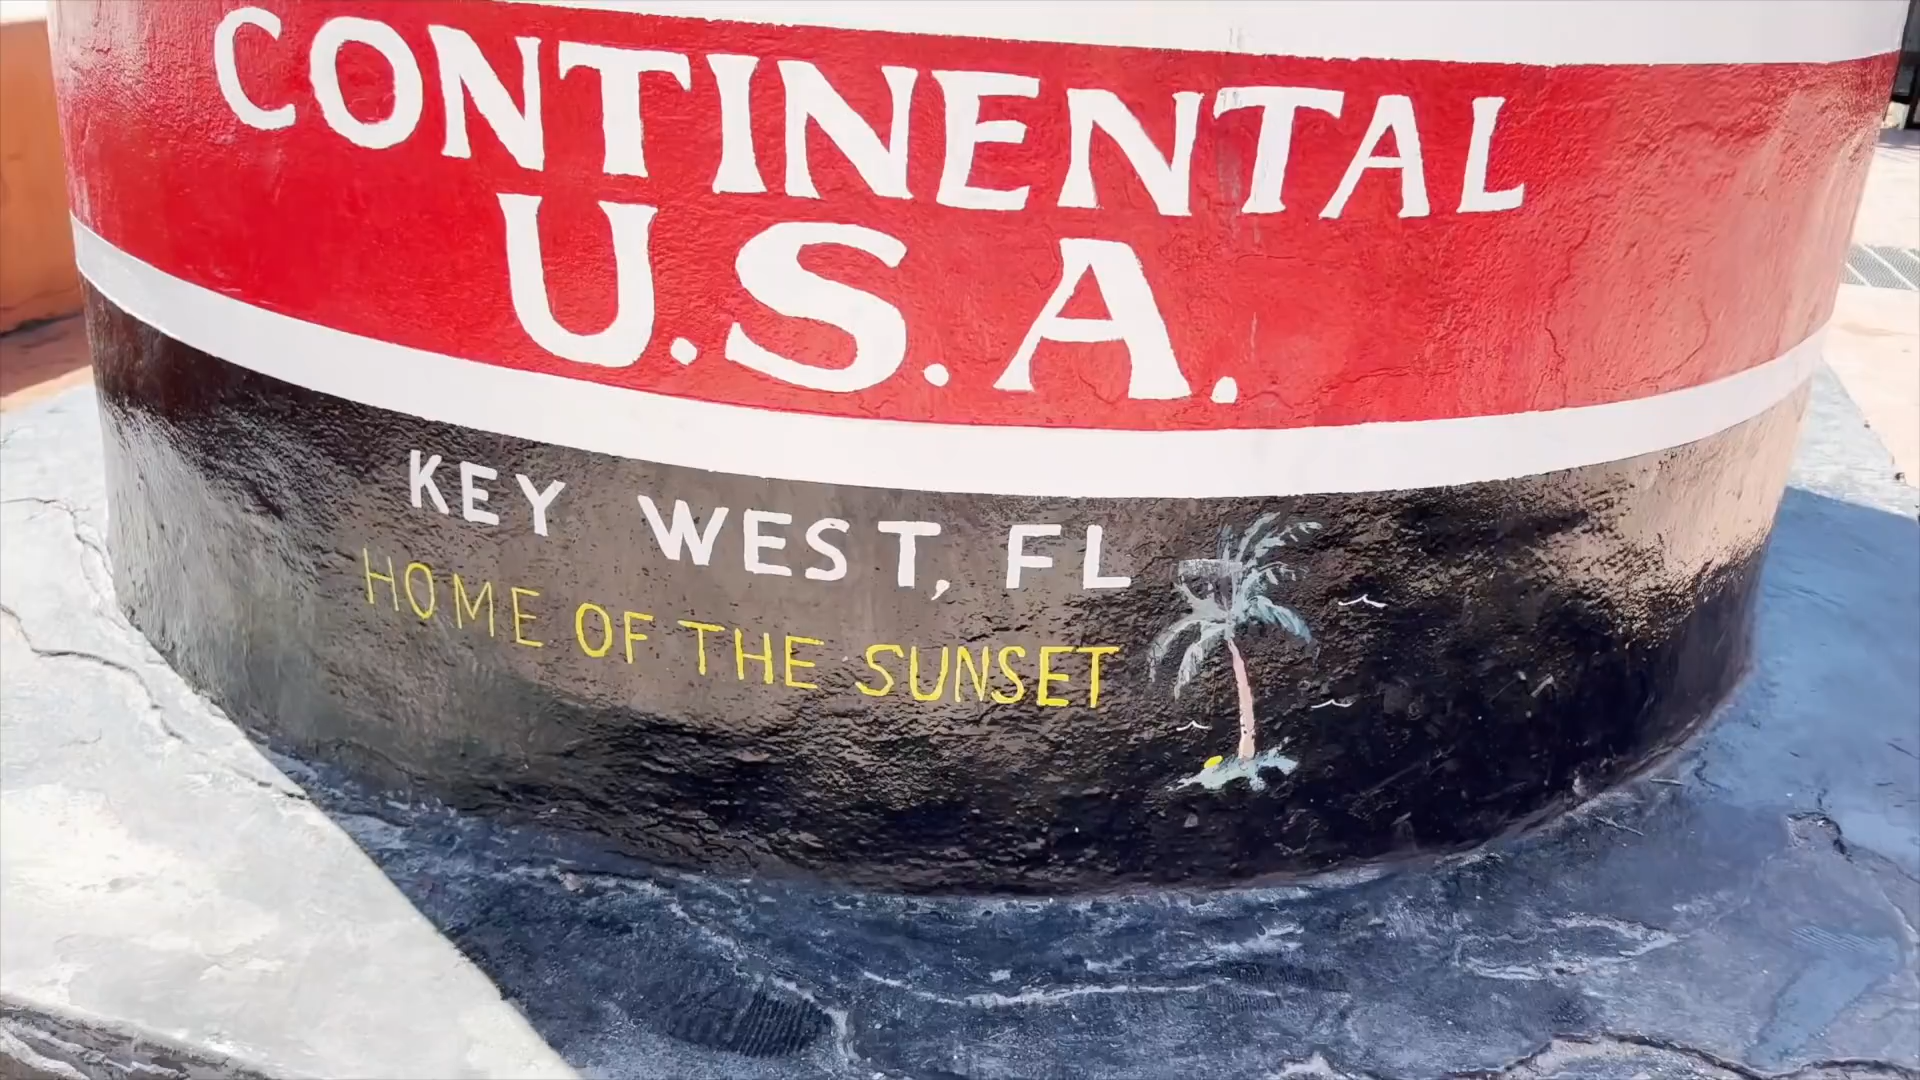 CONTINENTAL
U.S.A.
KEY WEST, FL
HOME OF THE SUNSET